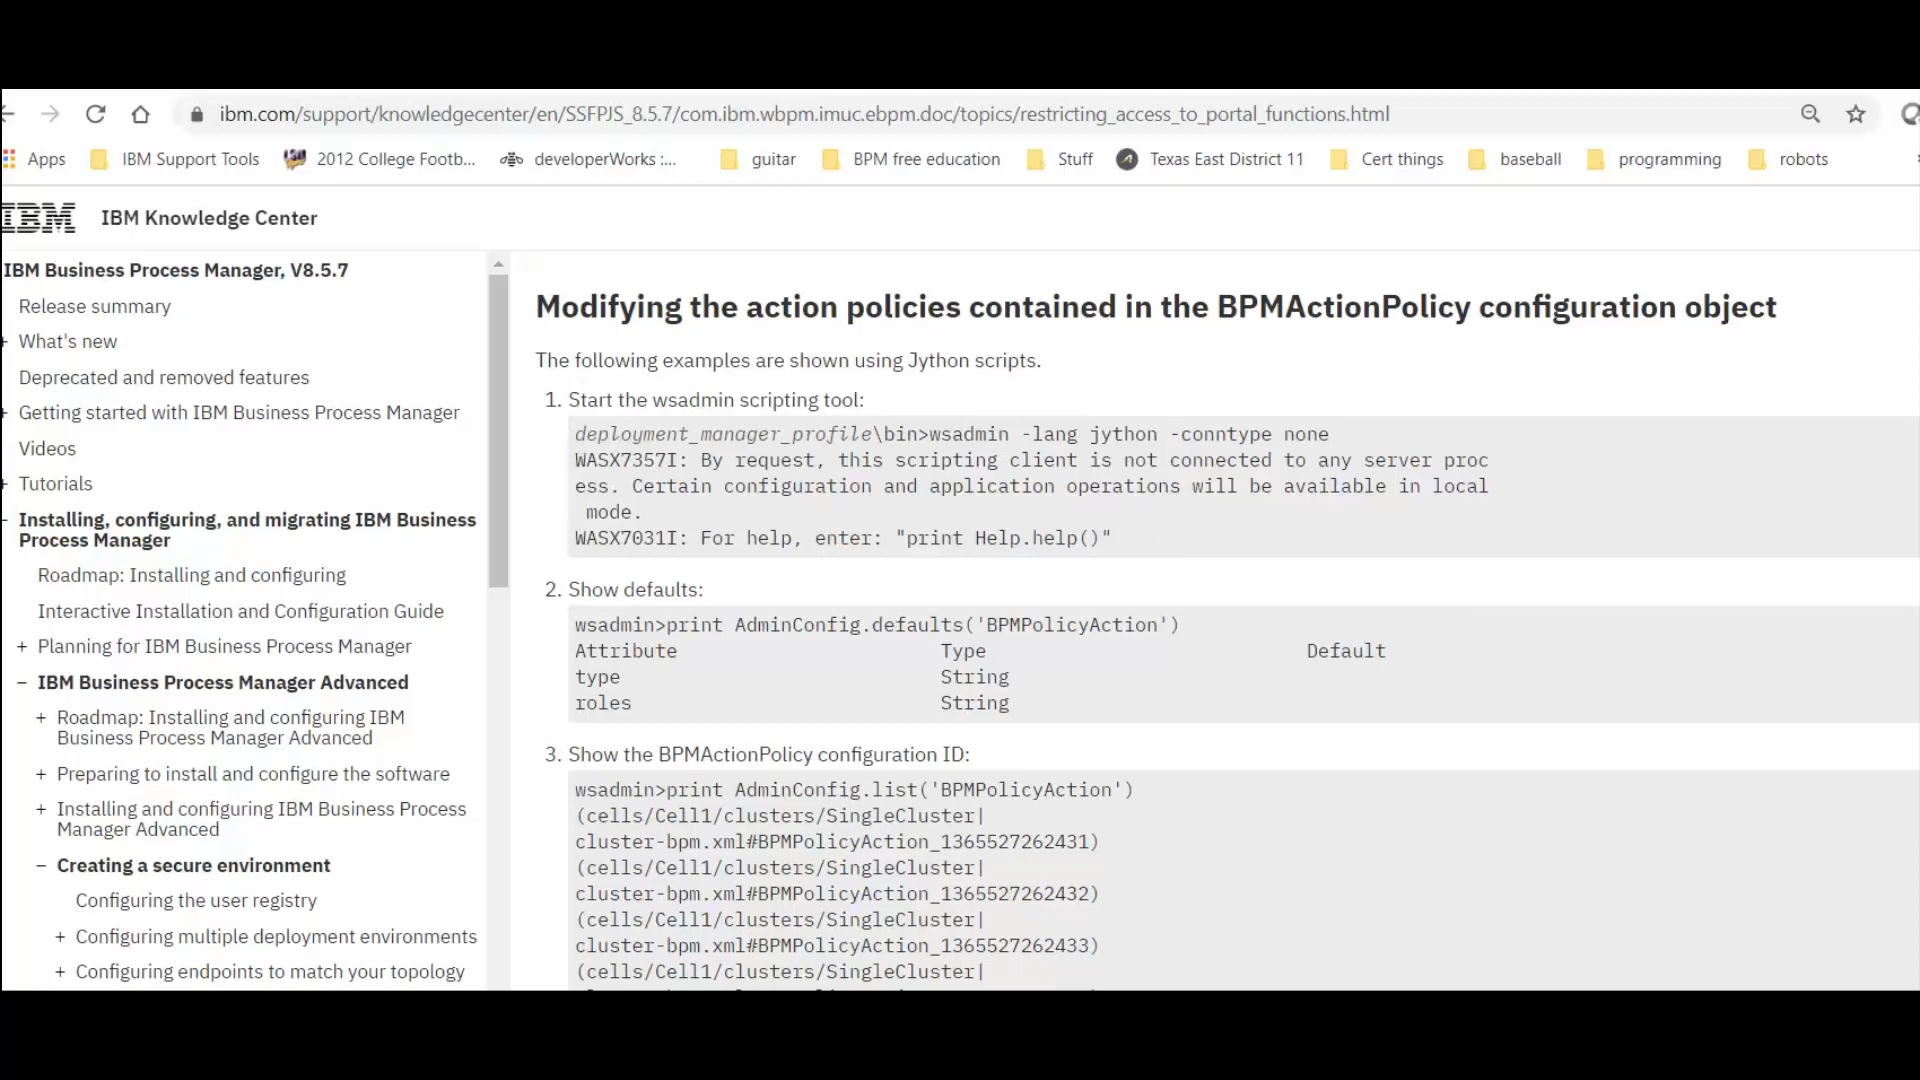 ibm.com/support/knowledgecenter/en/SSFPJS_8.5.7/com.ibm.wbpm.imuc.ebpm.doc/topics/restricting_access_to_portal_functions.html
Apps IBM Support Tools 2012 College Footb... developerWorks :... guitar BPM free education Stuff Texas East District 11 Cert things baseball programming robots
IBM IBM Knowledge Center
IBM Business Process Manager, V8.5.7
Release summary
+ What's new
Deprecated and removed features
+ Getting started with IBM Business Process Manager
Videos
+ Tutorials
- Installing, configuring, and migrating IBM Business
Process Manager
Roadmap: Installing and configuring
Interactive Installation and Configuration Guide
+ Planning for IBM Business Process Manager
− IBM Business Process Manager Advanced
+ Roadmap: Installing and configuring IBM
Business Process Manager Advanced
+ Preparing to install and configure the software
+ Installing and configuring IBM Business Process
Manager Advanced
− Creating a secure environment
Configuring the user registry
+ Configuring multiple deployment environments
+ Configuring endpoints to match your topology
Modifying the action policies contained in the BPMActionPolicy configuration object
The following examples are shown using Jython scripts.
1. Start the wsadmin scripting tool:
deployment_manager_profile\bin>wsadmin -lang jython -conntype none
WASX7357I: By request, this scripting client is not connected to any server proc
ess. Certain configuration and application operations will be available in local
mode.
WASX7031I: For help, enter: "print Help.help()"
2. Show defaults:
wsadmin>print AdminConfig.defaults('BPMPolicyAction')
Attribute Type Default
type String
roles String
3. Show the BPMActionPolicy configuration ID:
wsadmin>print AdminConfig.list('BPMPolicyAction')
(cells/Cell1/clusters/SingleCluster|
cluster-bpm.xml#BPMPolicyAction_1365527262431)
(cells/Cell1/clusters/SingleCluster|
cluster-bpm.xml#BPMPolicyAction_1365527262432)
(cells/Cell1/clusters/SingleCluster|
cluster-bpm.xml#BPMPolicyAction_1365527262433)
(cells/Cell1/clusters/SingleCluster|